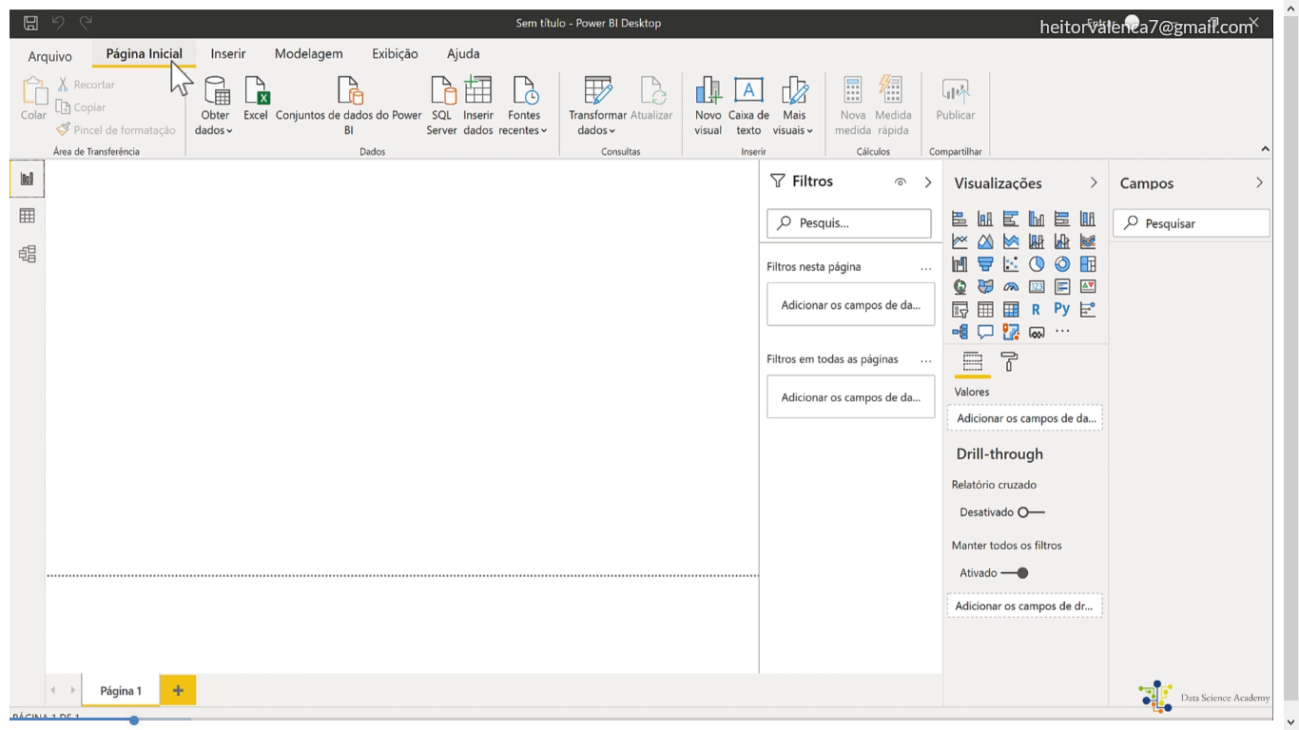 Sem título - Power BI Desktop
heitorvalenca7@gmail.com
Arquivo
Página Inicial
Inserir
Modelagem
Exibição
Ajuda
Colar
Recortar
Copiar
Pincel de formatação
Área de Transferência
Obter dados
Excel
Conjuntos de dados do Power BI
SQL Server
Inserir dados
Fontes recentes
Dados
Transformar dados
Atualizar
Consultas
Novo visual
Caixa de texto
Mais visuais
Inserir
Nova medida
Medida rápida
Cálculos
Publicar
Compartilhar
Filtros
Pesquis...
Filtros nesta página
Adicionar os campos de da...
Filtros em todas as páginas
Adicionar os campos de da...
Visualizações
R
Py
Valores
Adicionar os campos de da...
Drill-through
Relatório cruzado
Desativado
Manter todos os filtros
Ativado
Adicionar os campos de dr...
Campos
Pesquisar
Página 1
PÁGINA 1 DE 1
Data Science Academy